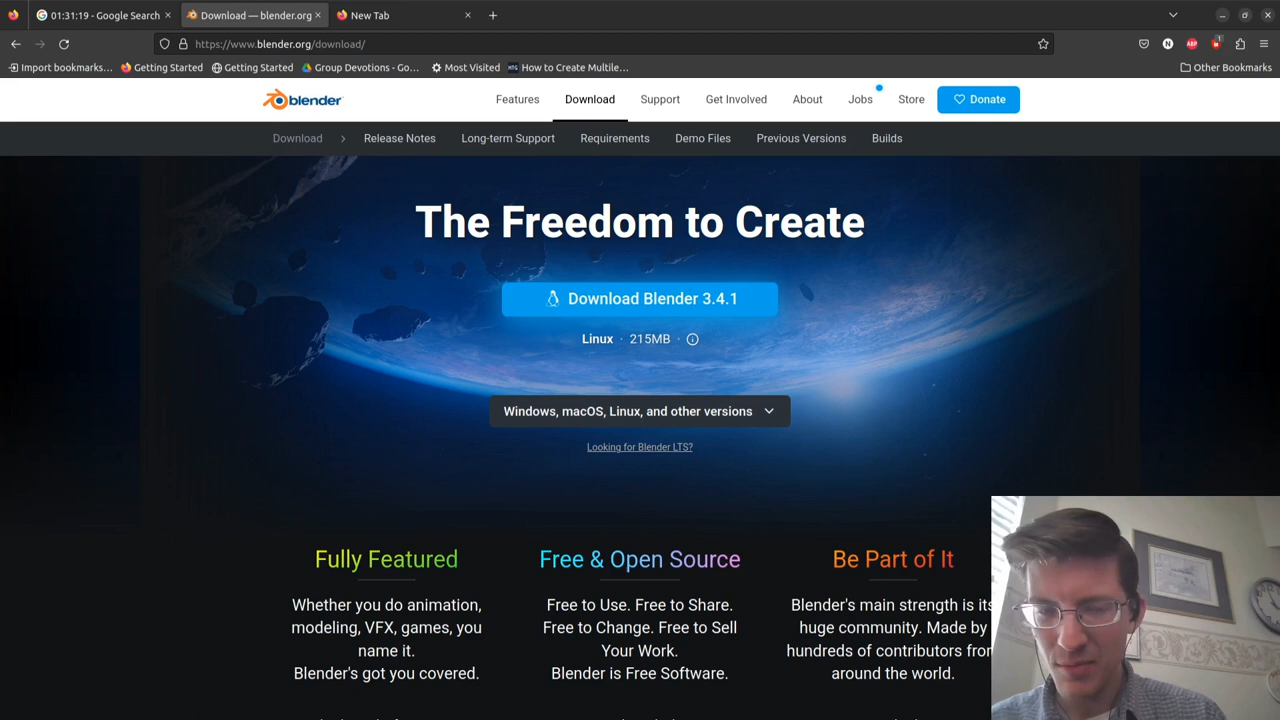 01:31:19 - Google Search
Download — blender.org
New Tab
https://www.blender.org/download/
Import bookmarks...
Getting Started
Getting Started
Group Devotions - Go...
Most Visited
HTG
How to Create Multile...
Other Bookmarks
N
ABP
1
blender
Features
Download
Support
Get Involved
About
Jobs
Store
Donate
Download
Release Notes
Long-term Support
Requirements
Demo Files
Previous Versions
Builds
The Freedom to Create
Download Blender 3.4.1
Linux · 215MB ·
Windows, macOS, Linux, and other versions
Looking for Blender LTS?
Fully Featured
Whether you do animation,
modeling, VFX, games, you
name it.
Blender's got you covered.
Free & Open Source
Free to Use. Free to Share.
Free to Change. Free to Sell
Your Work.
Blender is Free Software.
Be Part of It
Blender's main strength is its
huge community. Made by
hundreds of contributors from
around the world.